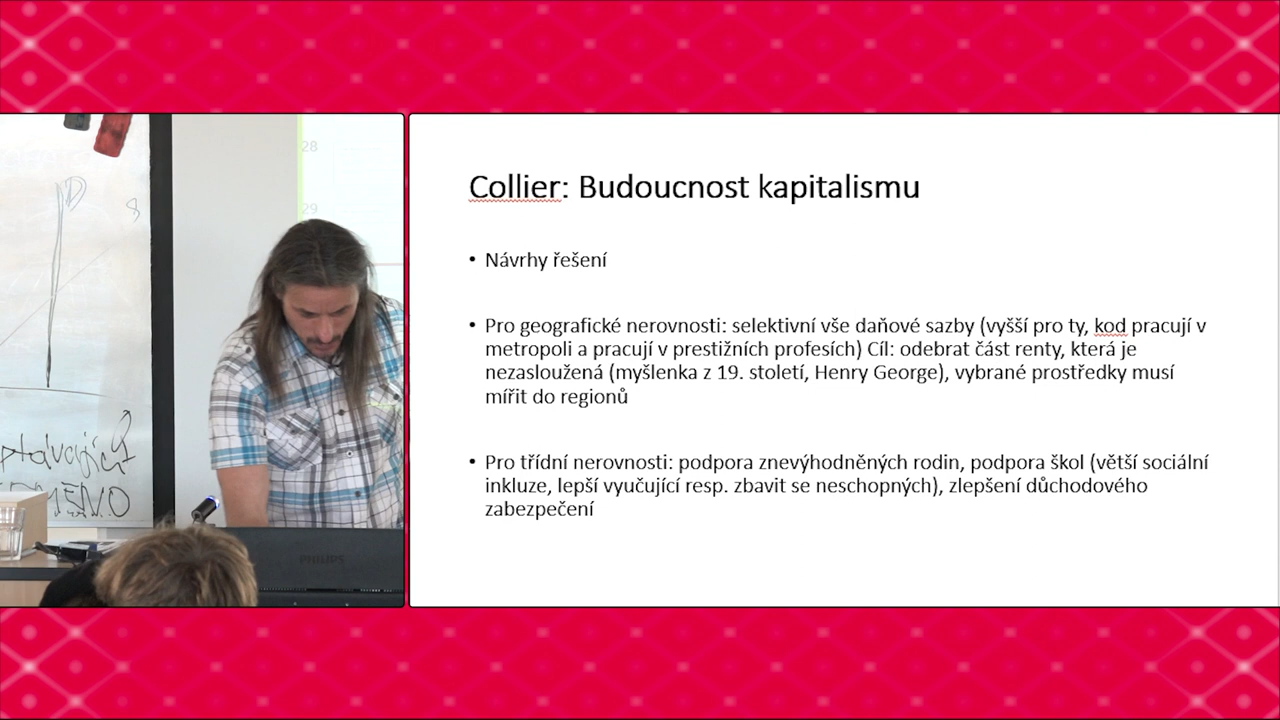 28
29
D
8
PHILIPS
Collier: Budoucnost kapitalismu
• Návrhy řešení
• Pro geografické nerovnosti: selektivní vše daňové sazby (vyšší pro ty, kod pracují v
metropoli a pracují v prestižních profesích) Cíl: odebrat část renty, která je
nezasloužená (myšlenka z 19. století, Henry George), vybrané prostředky musí
mířit do regionů
• Pro třídní nerovnosti: podpora znevýhodněných rodin, podpora škol (větší sociální
inkluze, lepší vyučující resp. zbavit se neschopných), zlepšení důchodového
zabezpečení